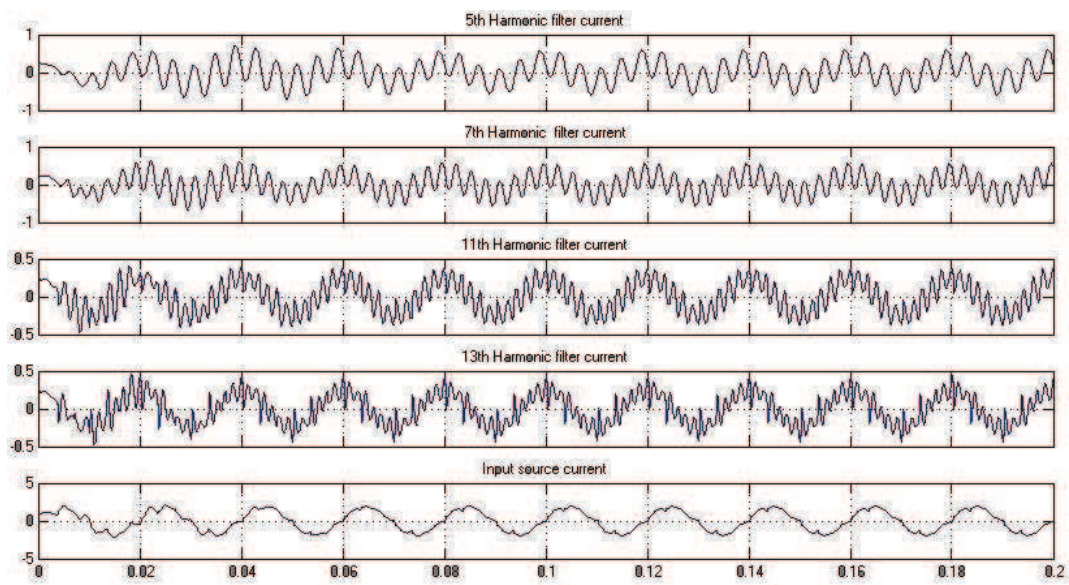 5th Harmonic filter current
1
0
-1
7th Harmonic filter current
1
0
-1
11th Harmonic filter current
0.5
0
-0.5
13th Harmonic filter current
0.5
0
-0.5
Input source current
5
0
-5
0 0.02 0.04 0.06 0.08 0.1 0.12 0.14 0.16 0.18 0.2